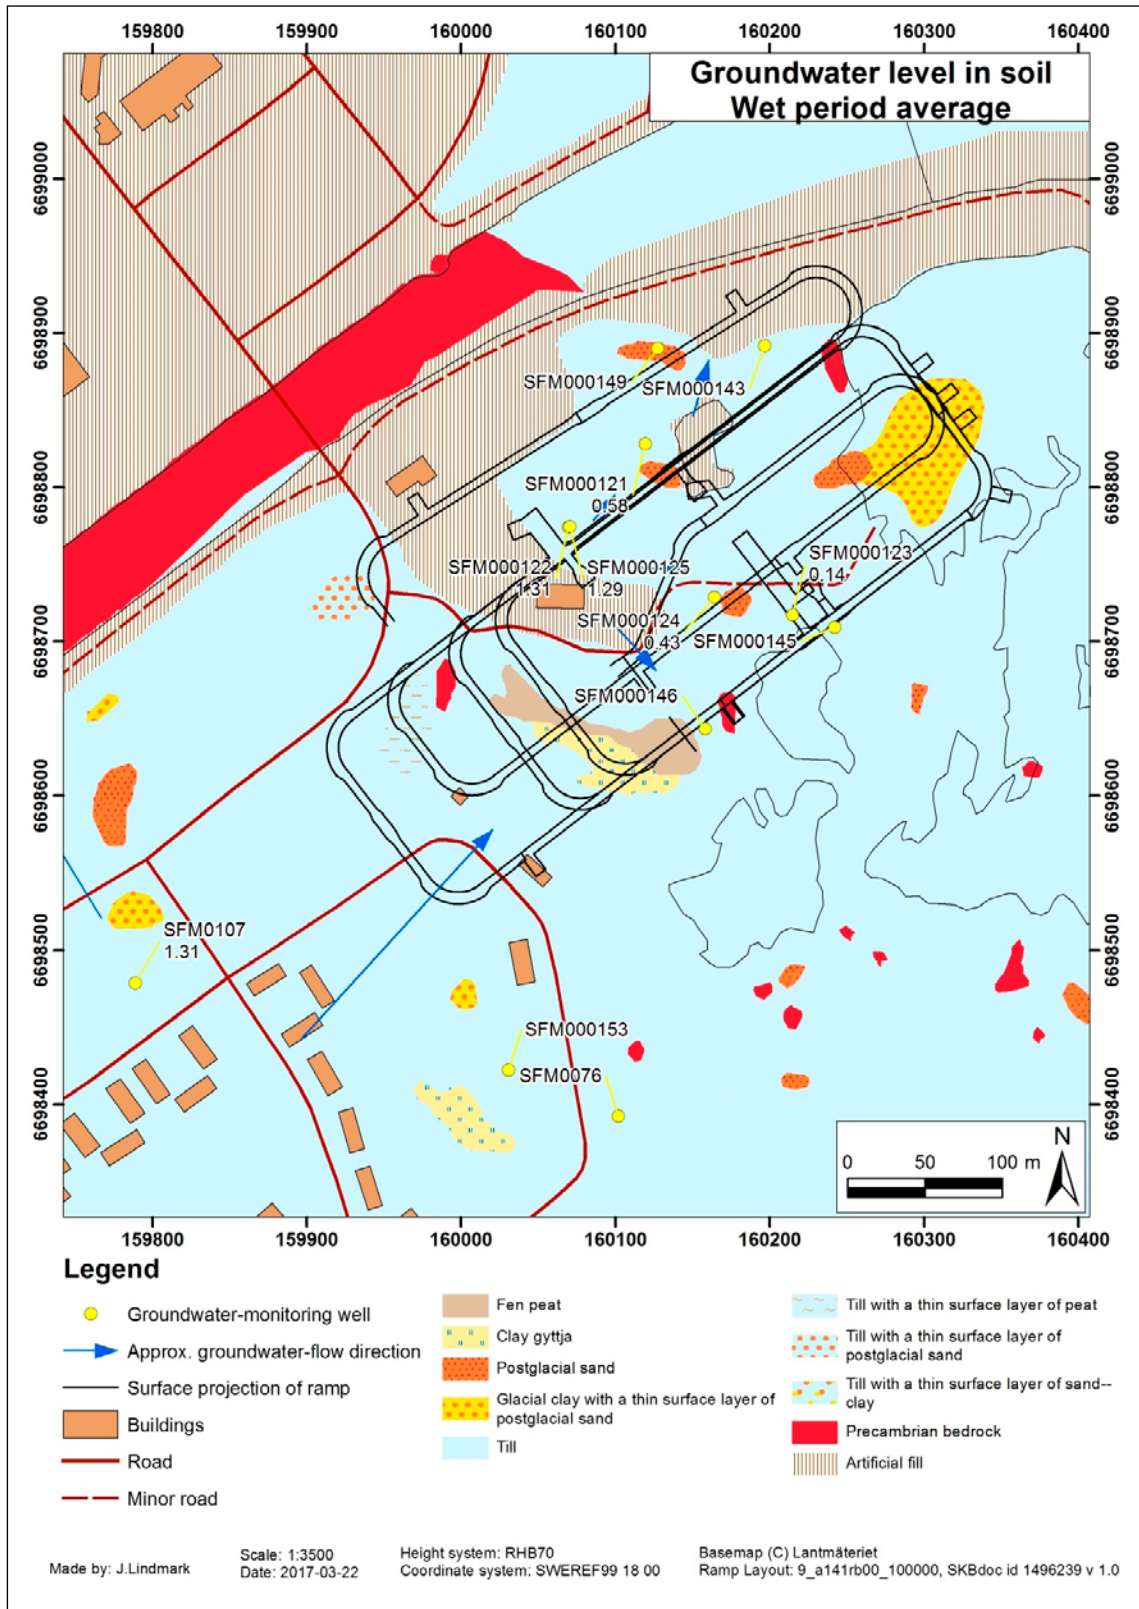 159800 159900 160000 160100 160200 160300 160400
Groundwater level in soil
Wet period average
6699000 6699000
6698900 6698900
6698800 6698800
6698700 6698700
6698600 6698600
6698500 6698500
6698400 6698400
SFM000149
SFM000143
SFM000121
0.58
SFM000122
1.31
SFM000125
1.29
SFM000123
0.14
SFM000124
0.43
SFM000145
SFM000146
SFM0107
1.31
SFM000153
SFM0076
N
0 50 100 m
159800 159900 160000 160100 160200 160300 160400
Legend
Groundwater-monitoring well
Approx. groundwater-flow direction
Surface projection of ramp
Buildings
Road
Minor road
Fen peat
Clay gyttja
Postglacial sand
Glacial clay with a thin surface layer of
postglacial sand
Till
Till with a thin surface layer of peat
Till with a thin surface layer of
postglacial sand
Till with a thin surface layer of sand--
clay
Precambrian bedrock
Artificial fill
Made by: J.Lindmark
Scale: 1:3500
Date: 2017-03-22
Height system: RHB70
Coordinate system: SWEREF99 18 00
Basemap (C) Lantmäteriet
Ramp Layout: 9_a141rb00_100000, SKBdoc id 1496239 v 1.0